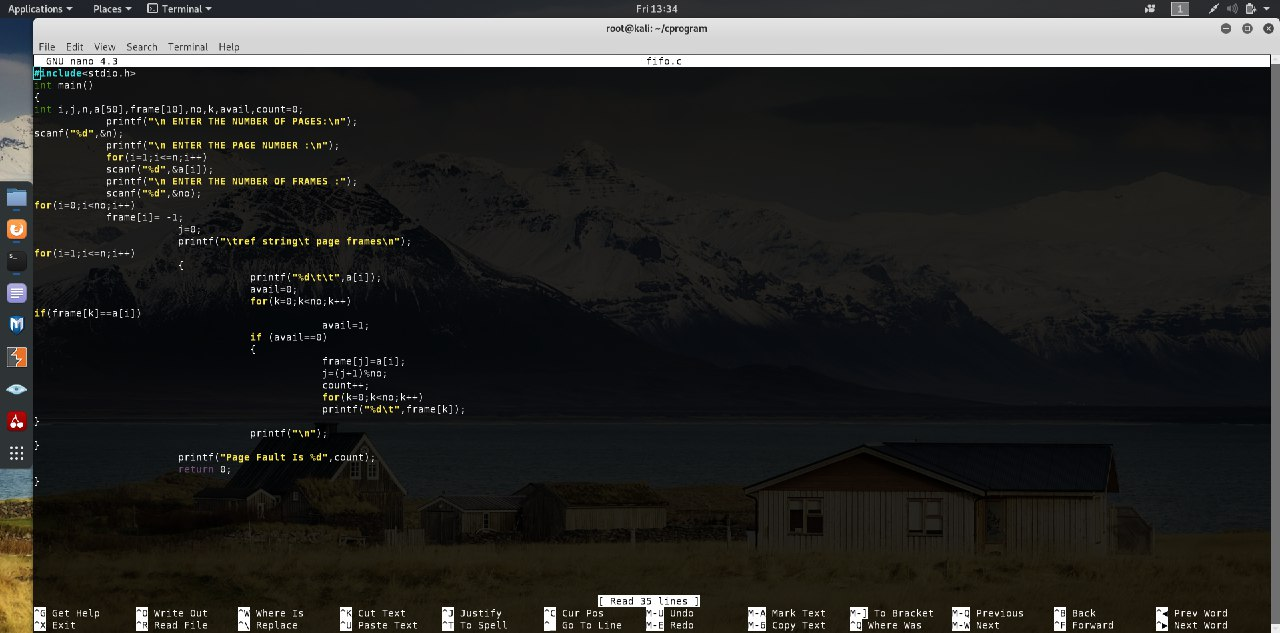 Applications Places Terminal Fri 13:34 1
root@kali: ~/cprogram
File Edit View Search Terminal Help
GNU nano 4.3 fifo.c
#include<stdio.h>
int main()
{
int i,j,n,a[50],frame[10],no,k,avail,count=0;
printf("\n ENTER THE NUMBER OF PAGES:\n");
scanf("%d",&n);
printf("\n ENTER THE PAGE NUMBER :\n");
for(i=1;i<=n;i++)
scanf("%d",&a[i]);
printf("\n ENTER THE NUMBER OF FRAMES :");
scanf("%d",&no);
for(i=0;i<no;i++)
frame[i]= -1;
j=0;
printf("\tref string\t page frames\n");
for(i=1;i<=n;i++)
{
printf("%d\t\t",a[i]);
avail=0;
for(k=0;k<no;k++)
if(frame[k]==a[i])
avail=1;
if (avail==0)
{
frame[j]=a[i];
j=(j+1)%no;
count++;
for(k=0;k<no;k++)
printf("%d\t",frame[k]);
}
printf("\n");
}
printf("Page Fault Is %d",count);
return 0;
}
[ Read 35 lines ]
^G Get Help ^O Write Out ^W Where Is ^K Cut Text ^J Justify ^C Cur Pos M-U Undo M-A Mark Text M-] To Bracket M-Q Previous ^B Back ^◀ Prev Word
^X Exit ^R Read File ^\ Replace ^U Paste Text ^T To Spell ^_ Go To Line M-E Redo M-6 Copy Text ^Q Where Was M-W Next ^F Forward ^▶ Next Word